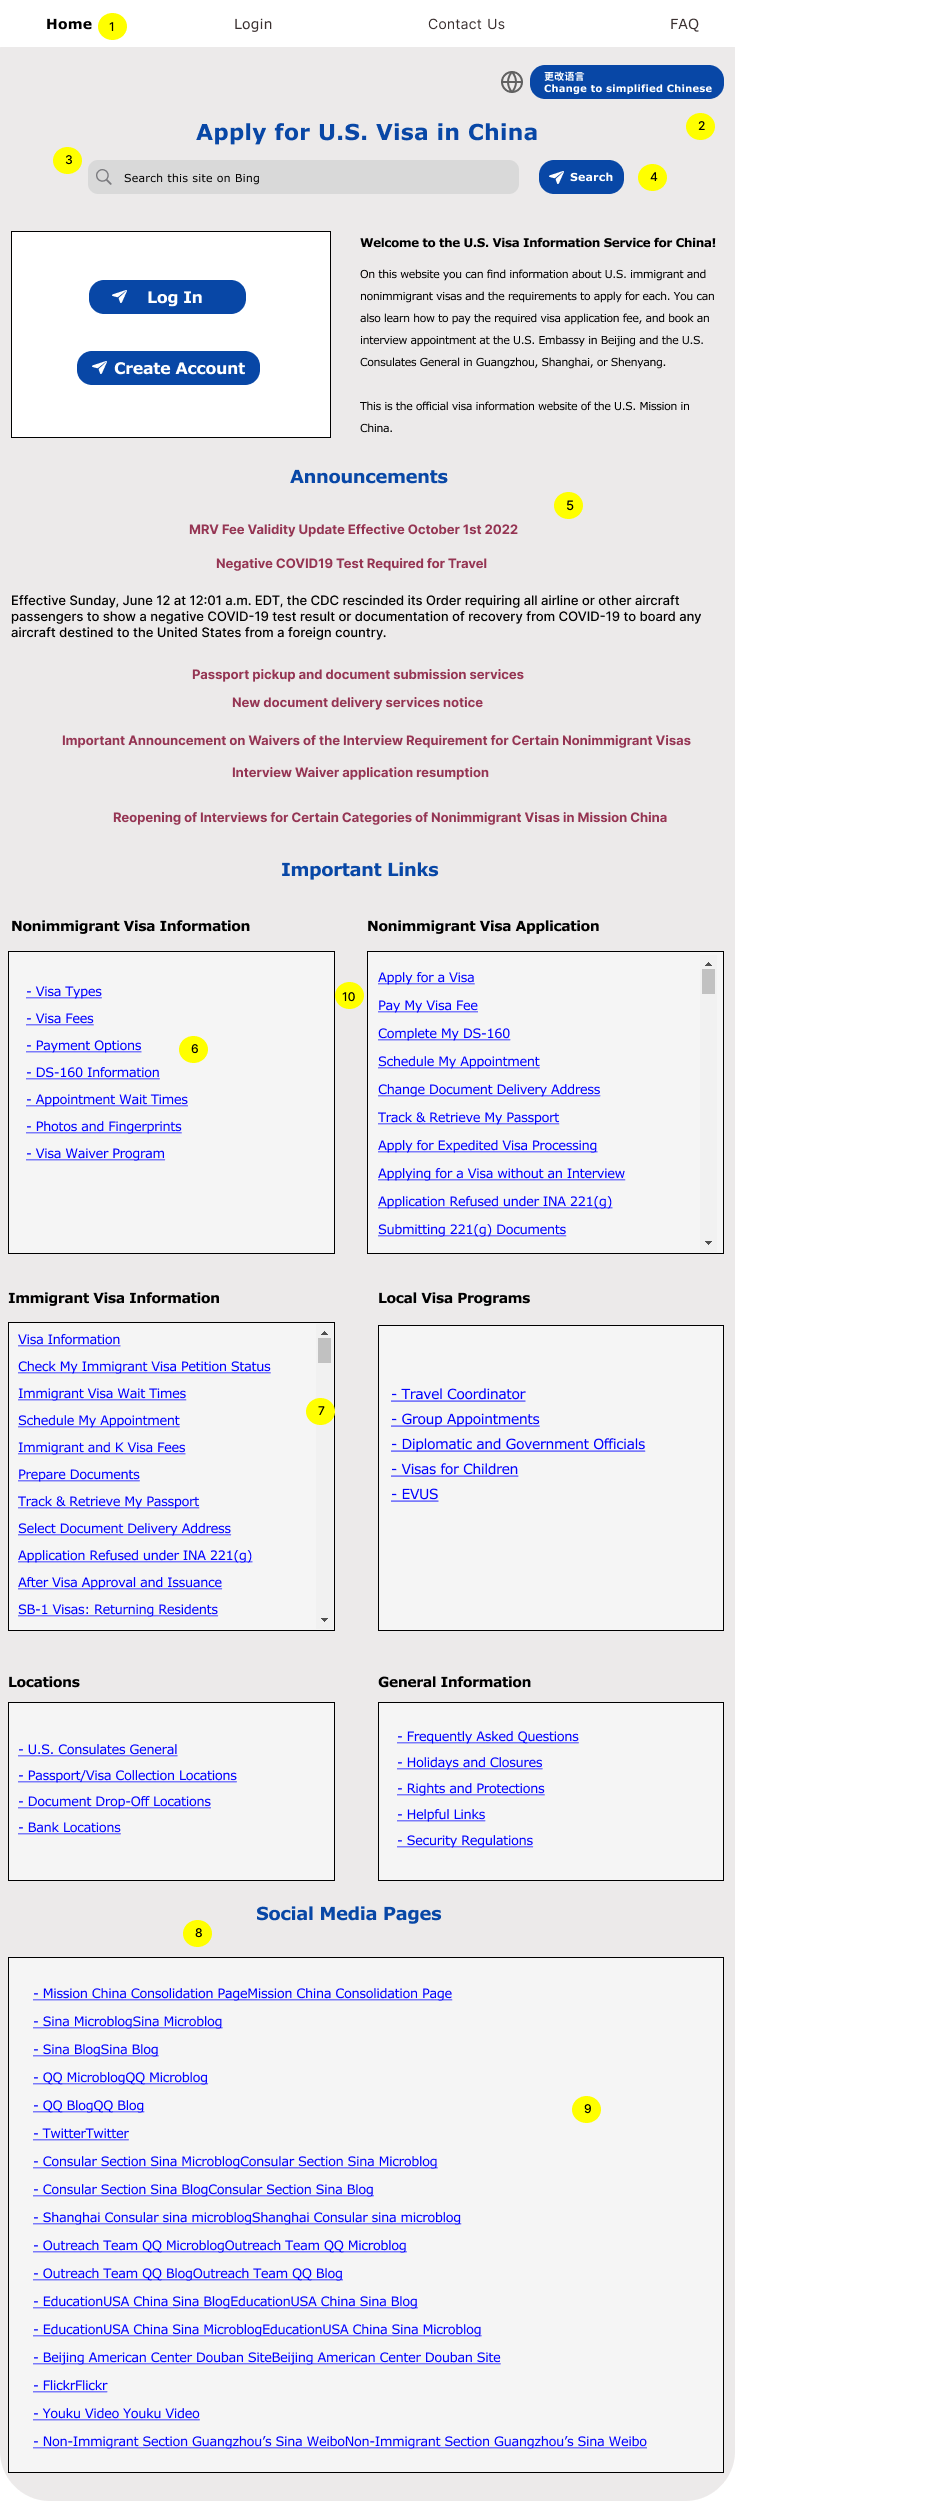 Home 1 Login Contact Us FAQ
更改语言
Change to simplified Chinese
Apply for U.S. Visa in China
2
3
Search this site on Bing
Search
4
Log In
Create Account
Welcome to the U.S. Visa Information Service for China!
On this website you can find information about U.S. immigrant and
nonimmigrant visas and the requirements to apply for each. You can
also learn how to pay the required visa application fee, and book an
interview appointment at the U.S. Embassy in Beijing and the U.S.
Consulates General in Guangzhou, Shanghai, or Shenyang.
This is the official visa information website of the U.S. Mission in
China.
Announcements
5
MRV Fee Validity Update Effective October 1st 2022
Negative COVID19 Test Required for Travel
Effective Sunday, June 12 at 12:01 a.m. EDT, the CDC rescinded its Order requiring all airline or other aircraft
passengers to show a negative COVID-19 test result or documentation of recovery from COVID-19 to board any
aircraft destined to the United States from a foreign country.
Passport pickup and document submission services
New document delivery services notice
Important Announcement on Waivers of the Interview Requirement for Certain Nonimmigrant Visas
Interview Waiver application resumption
Reopening of Interviews for Certain Categories of Nonimmigrant Visas in Mission China
Important Links
Nonimmigrant Visa Information
- Visa Types
- Visa Fees
- Payment Options
6
- DS-160 Information
- Appointment Wait Times
- Photos and Fingerprints
- Visa Waiver Program
10
Nonimmigrant Visa Application
Apply for a Visa
Pay My Visa Fee
Complete My DS-160
Schedule My Appointment
Change Document Delivery Address
Track & Retrieve My Passport
Apply for Expedited Visa Processing
Applying for a Visa without an Interview
Application Refused under INA 221(g)
Submitting 221(g) Documents
Immigrant Visa Information
Visa Information
Check My Immigrant Visa Petition Status
Immigrant Visa Wait Times
7
Schedule My Appointment
Immigrant and K Visa Fees
Prepare Documents
Track & Retrieve My Passport
Select Document Delivery Address
Application Refused under INA 221(g)
After Visa Approval and Issuance
SB-1 Visas: Returning Residents
Local Visa Programs
- Travel Coordinator
- Group Appointments
- Diplomatic and Government Officials
- Visas for Children
- EVUS
Locations
- U.S. Consulates General
- Passport/Visa Collection Locations
- Document Drop-Off Locations
- Bank Locations
General Information
- Frequently Asked Questions
- Holidays and Closures
- Rights and Protections
- Helpful Links
- Security Regulations
Social Media Pages
8
- Mission China Consolidation PageMission China Consolidation Page
- Sina MicroblogSina Microblog
- Sina BlogSina Blog
- QQ MicroblogQQ Microblog
- QQ BlogQQ Blog
9
- TwitterTwitter
- Consular Section Sina MicroblogConsular Section Sina Microblog
- Consular Section Sina BlogConsular Section Sina Blog
- Shanghai Consular sina microblogShanghai Consular sina microblog
- Outreach Team QQ MicroblogOutreach Team QQ Microblog
- Outreach Team QQ BlogOutreach Team QQ Blog
- EducationUSA China Sina BlogEducationUSA China Sina Blog
- EducationUSA China Sina MicroblogEducationUSA China Sina Microblog
- Beijing American Center Douban SiteBeijing American Center Douban Site
- FlickrFlickr
- Youku Video Youku Video
- Non-Immigrant Section Guangzhou’s Sina WeiboNon-Immigrant Section Guangzhou’s Sina Weibo